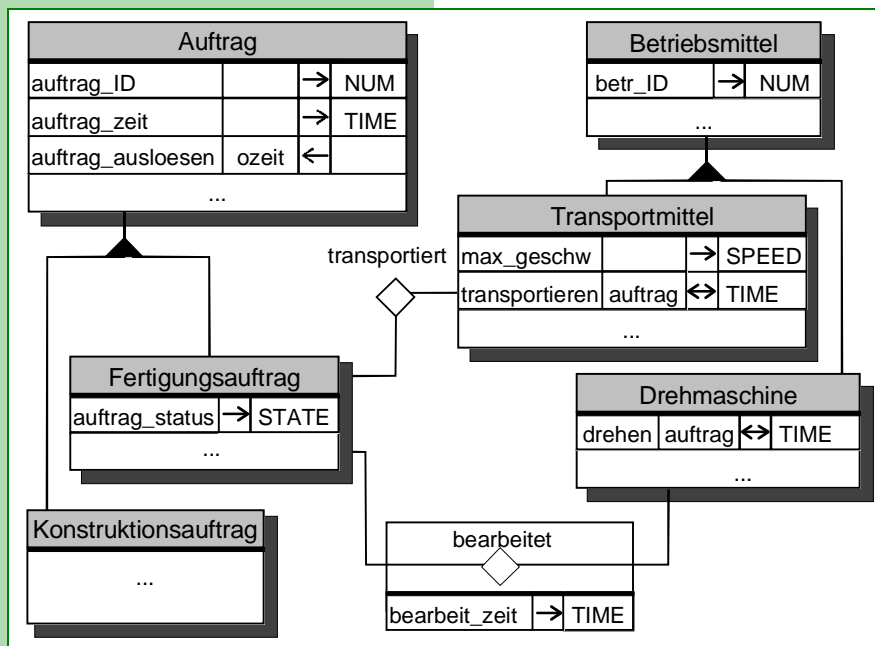 Auftrag
auftrag_ID → NUM
auftrag_zeit → TIME
auftrag_ausloesen ozeit ←
...
Betriebsmittel
betr_ID → NUM
...
Transportmittel
max_geschw → SPEED
transportieren auftrag ↔ TIME
...
transportiert
Fertigungsauftrag
auftrag_status → STATE
...
Drehmaschine
drehen auftrag ↔ TIME
...
Konstruktionsauftrag
...
bearbeitet
bearbeit_zeit → TIME